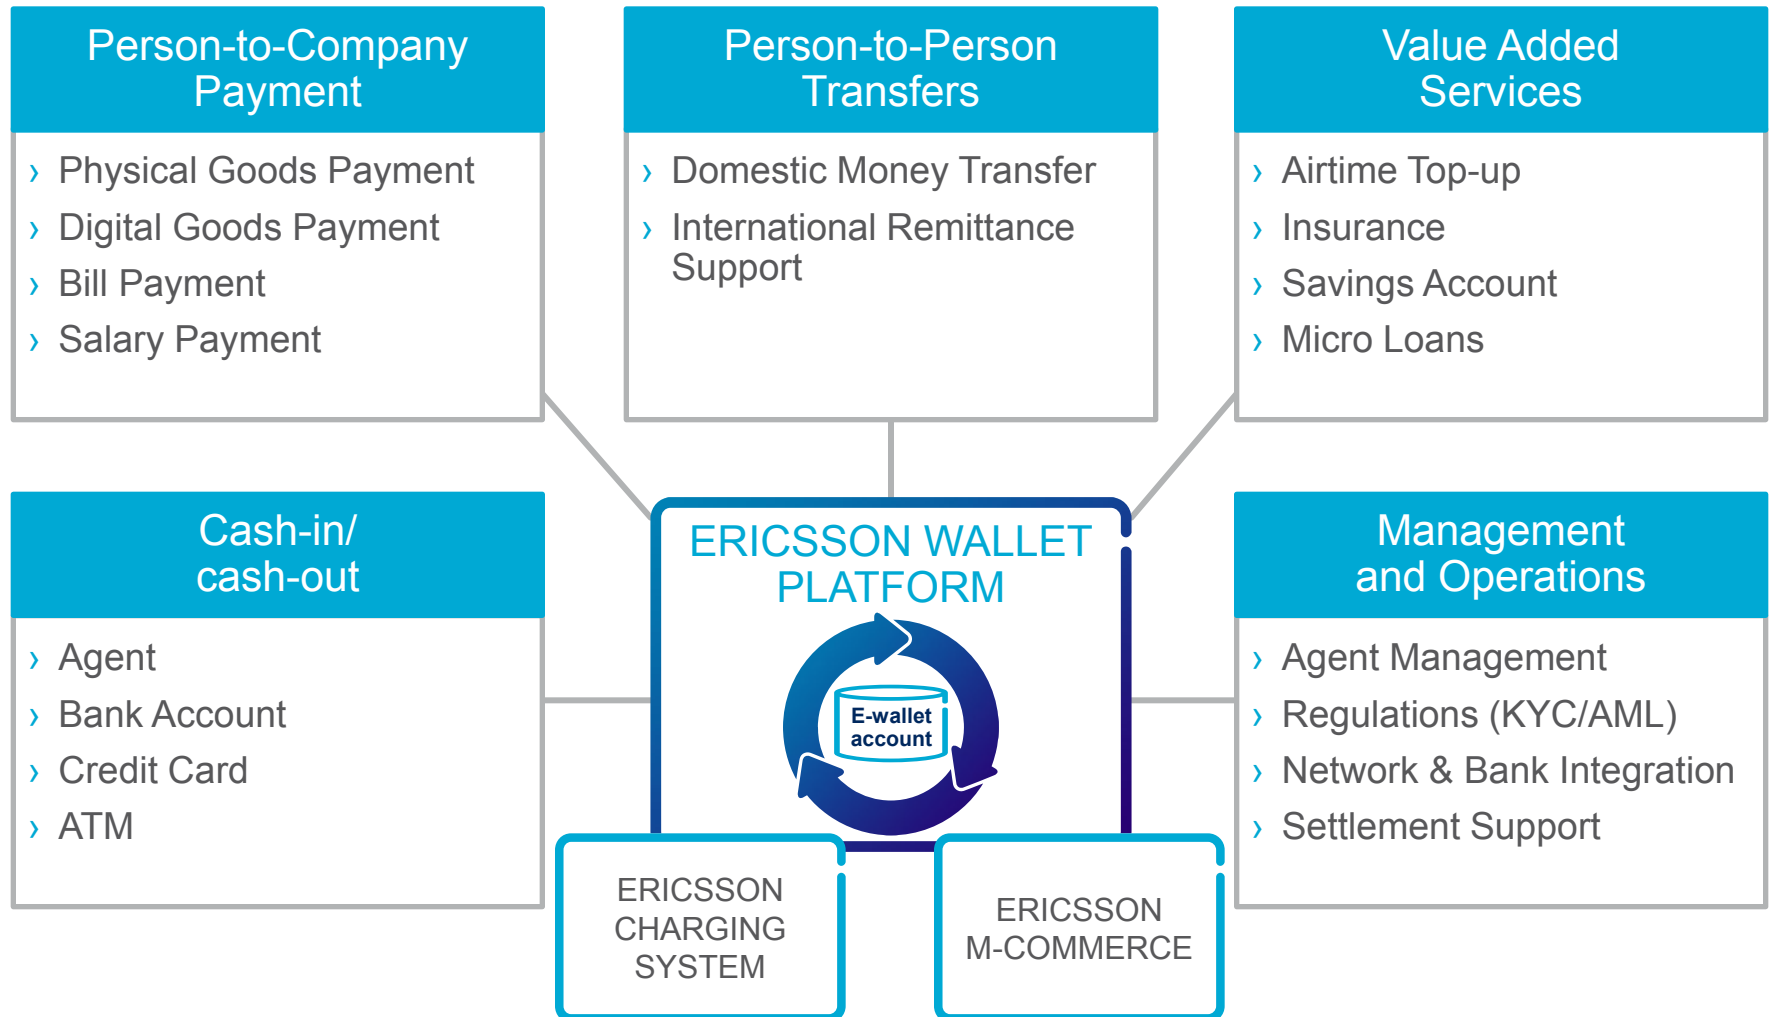 Person-to-Company
Payment
› Physical Goods Payment
› Digital Goods Payment
› Bill Payment
› Salary Payment
Person-to-Person
Transfers
› Domestic Money Transfer
› International Remittance
Support
Value Added
Services
› Airtime Top-up
› Insurance
› Savings Account
› Micro Loans
Cash-in/
cash-out
› Agent
› Bank Account
› Credit Card
› ATM
ERICSSON WALLET
PLATFORM
E-wallet
account
ERICSSON
CHARGING
SYSTEM
ERICSSON
M-COMMERCE
Management
and Operations
› Agent Management
› Regulations (KYC/AML)
› Network & Bank Integration
› Settlement Support